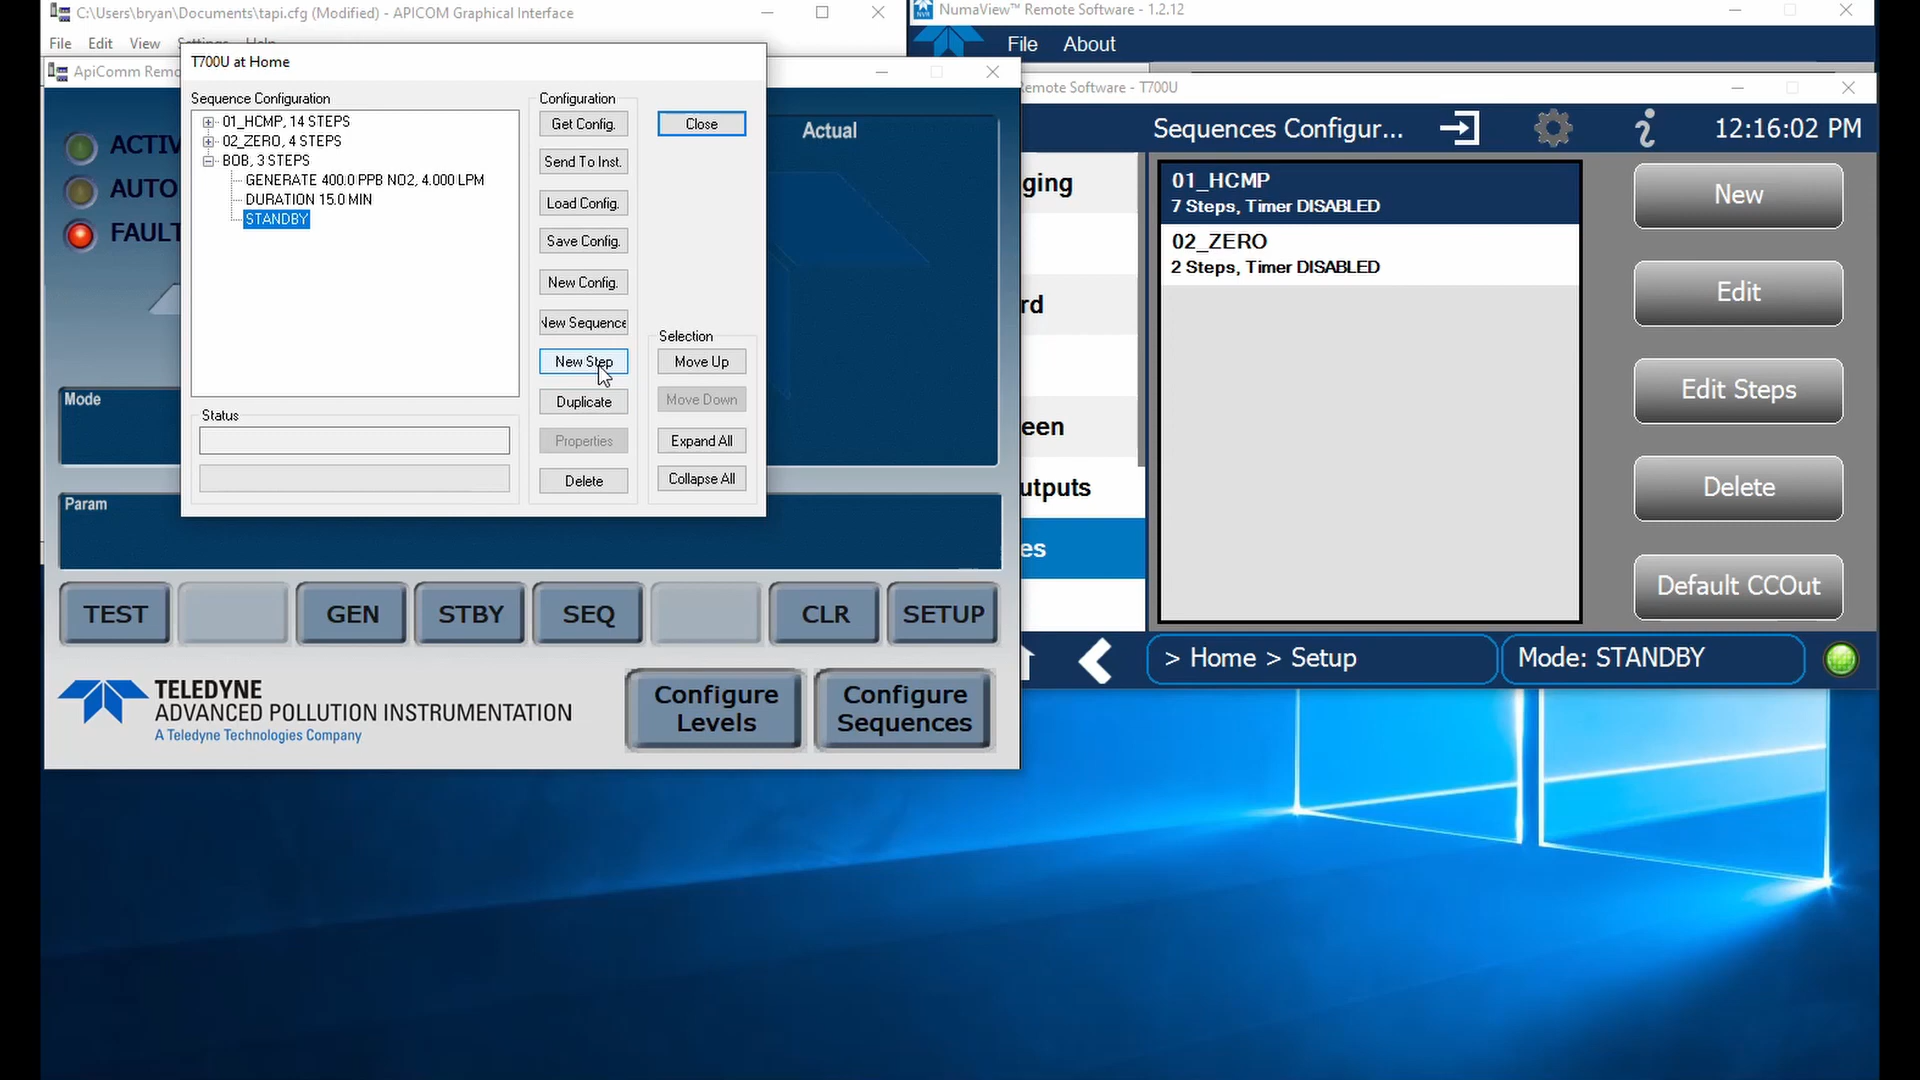 C:\Users\bryan\Documents\tapi.cfg (Modified) - APICOM Graphical Interface
File Edit View Settings Help
ApiComm Remo
T700U at Home
Sequence Configuration
01_HCMP, 14 STEPS
02_ZERO, 4 STEPS
BOB, 3 STEPS
GENERATE 400.0 PPB NO2, 4.000 LPM
DURATION 15.0 MIN
STANDBY
Status
Configuration
Get Config.
Send To Inst.
Load Config.
Save Config.
New Config.
New Sequence
New Step
Duplicate
Properties
Delete
Close
Selection
Move Up
Move Down
Expand All
Collapse All
ACTIV
AUTO
FAULT
Actual
Mode
Param
TEST
GEN
STBY
SEQ
CLR
SETUP
TELEDYNE
ADVANCED POLLUTION INSTRUMENTATION
A Teledyne Technologies Company
Configure
Levels
Configure
Sequences
NumaView™ Remote Software - 1.2.12
File About
emote Software - T700U
Sequences Configur...
12:16:02 PM
ging
rd
een
utputs
es
01_HCMP
7 Steps, Timer DISABLED
02_ZERO
2 Steps, Timer DISABLED
New
Edit
Edit Steps
Delete
Default CCOut
> Home > Setup
Mode: STANDBY